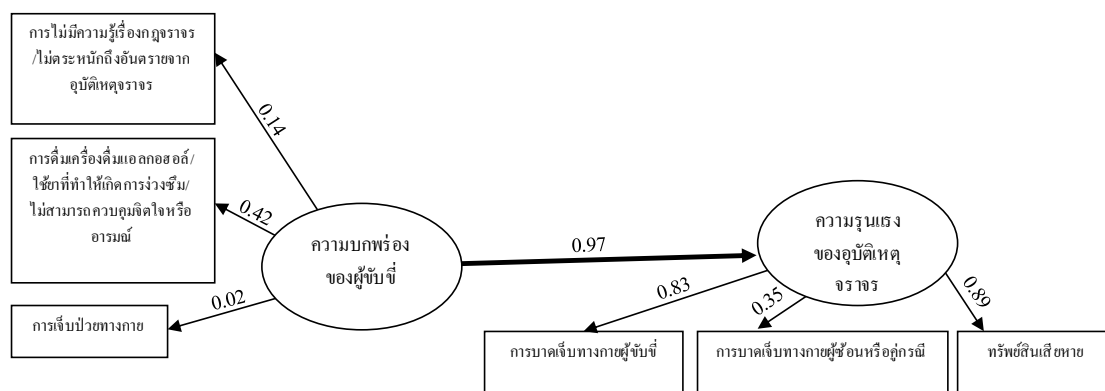 การไม่มีความรู้เรื่องกฎจราจร
/ไม่ตระหนักถึงอันตรายจาก
อุบัติเหตุจราจร
0.14
การดื่มเครื่องดื่มแอลกอฮอล์/
ใช้ยาที่ทำให้เกิดการง่วงซึม/
ไม่สามารถควบคุมจิตใจหรือ
อารมณ์
0.42
การเจ็บป่วยทางกาย
0.02
ความบกพร่อง
ของผู้ขับขี่
0.97
ความรุนแรง
ของอุบัติเหตุ
จราจร
0.83
0.35
0.89
การบาดเจ็บทางกายผู้ขับขี่
การบาดเจ็บทางกายผู้ซ้อนหรือคู่กรณี
ทรัพย์สินเสียหาย